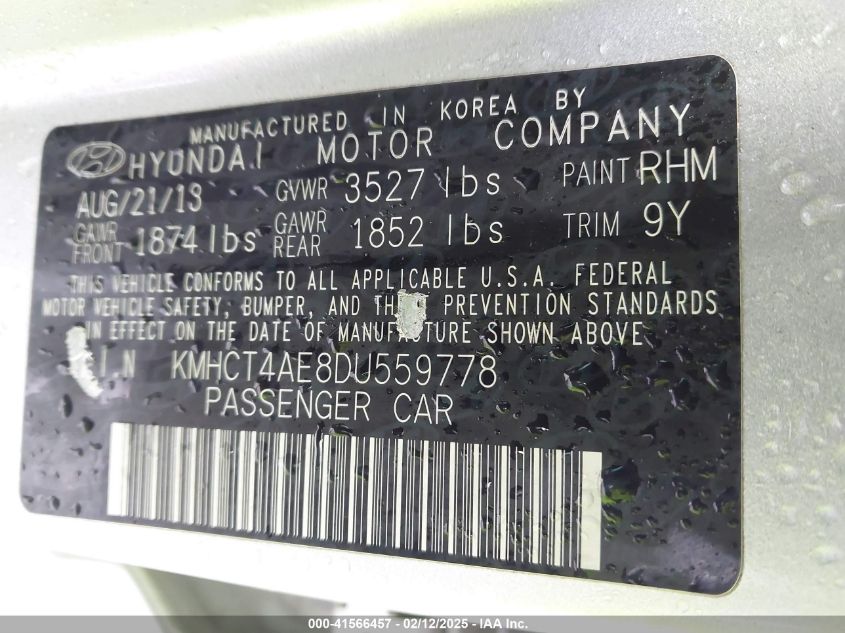 MANUFACTURED IN KOREA BY
HYUNDAI MOTOR COMPANY
AUG/21/13 GVWR 3527 lbs PAINT RHM
GAWR FRONT 1874 lbs GAWR REAR 1852 lbs TRIM 9Y
THIS VEHICLE CONFORMS TO ALL APPLICABLE U.S.A. FEDERAL
MOTOR VEHICLE SAFETY, BUMPER, AND TH PREVENTION STANDARDS
IN EFFECT ON THE DATE OF MANUFACTURE SHOWN ABOVE
I.N KMHCT4AE8DU559778
PASSENGER CAR
000-41566457 - 02/12/2025 - IAA Inc.